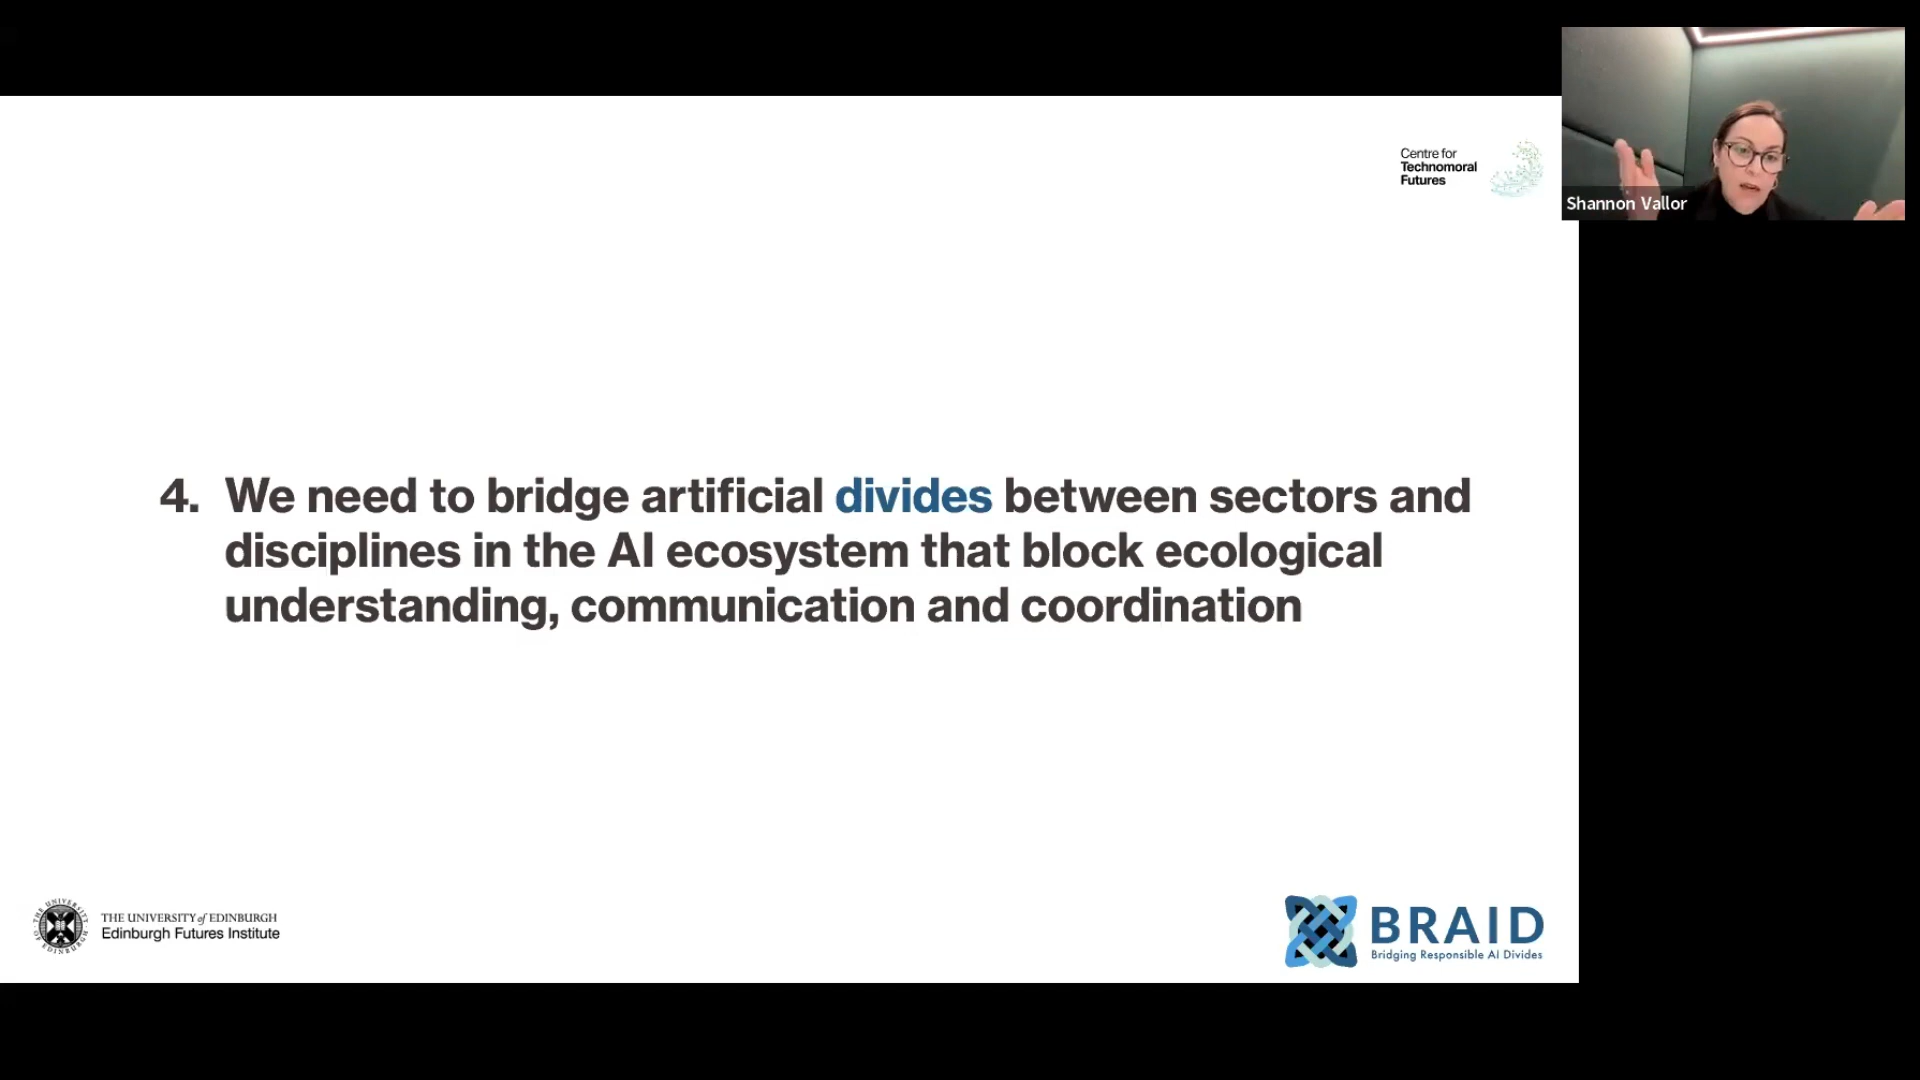 Centre for
Technomoral
Futures
Shannon Vallor
4. We need to bridge artificial divides between sectors and
disciplines in the AI ecosystem that block ecological
understanding, communication and coordination
THE UNIVERSITY of EDINBURGH
Edinburgh Futures Institute
BRAID
Bridging Responsible AI Divides